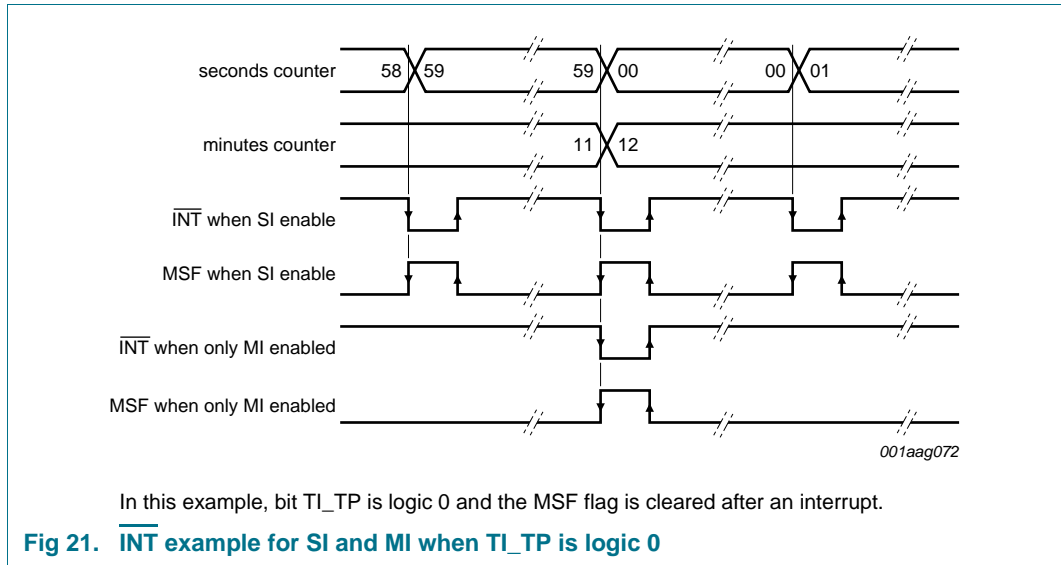 seconds counter 58 59 59 00 00 01
minutes counter 11 12
INT when SI enable
MSF when SI enable
INT when only MI enabled
MSF when only MI enabled
001aag072
In this example, bit TI_TP is logic 0 and the MSF flag is cleared after an interrupt.
Fig 21. INT example for SI and MI when TI_TP is logic 0